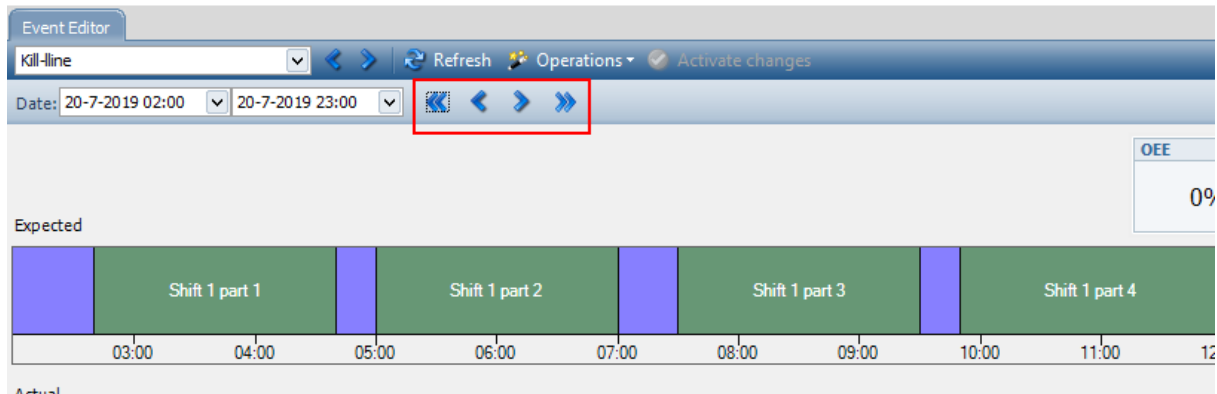 Event Editor
Kill-lline Refresh Operations Activate changes
Date: 20-7-2019 02:00 20-7-2019 23:00
OEE
0%
Expected
Shift 1 part 1 Shift 1 part 2 Shift 1 part 3 Shift 1 part 4
03:00 04:00 05:00 06:00 07:00 08:00 09:00 10:00 11:00 12
Actual